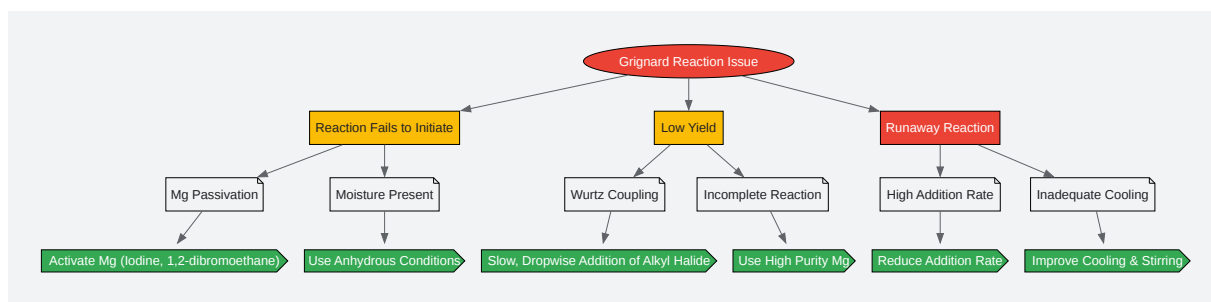 Grignard Reaction Issue
Reaction Fails to Initiate
Low Yield
Runaway Reaction
Mg Passivation
Moisture Present
Wurtz Coupling
Incomplete Reaction
High Addition Rate
Inadequate Cooling
Activate Mg (Iodine, 1,2-dibromoethane)
Use Anhydrous Conditions
Slow, Dropwise Addition of Alkyl Halide
Use High Purity Mg
Reduce Addition Rate
Improve Cooling & Stirring